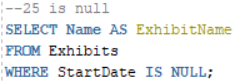 --25 is null
SELECT Name AS ExhibitName
FROM Exhibits
WHERE StartDate IS NULL;